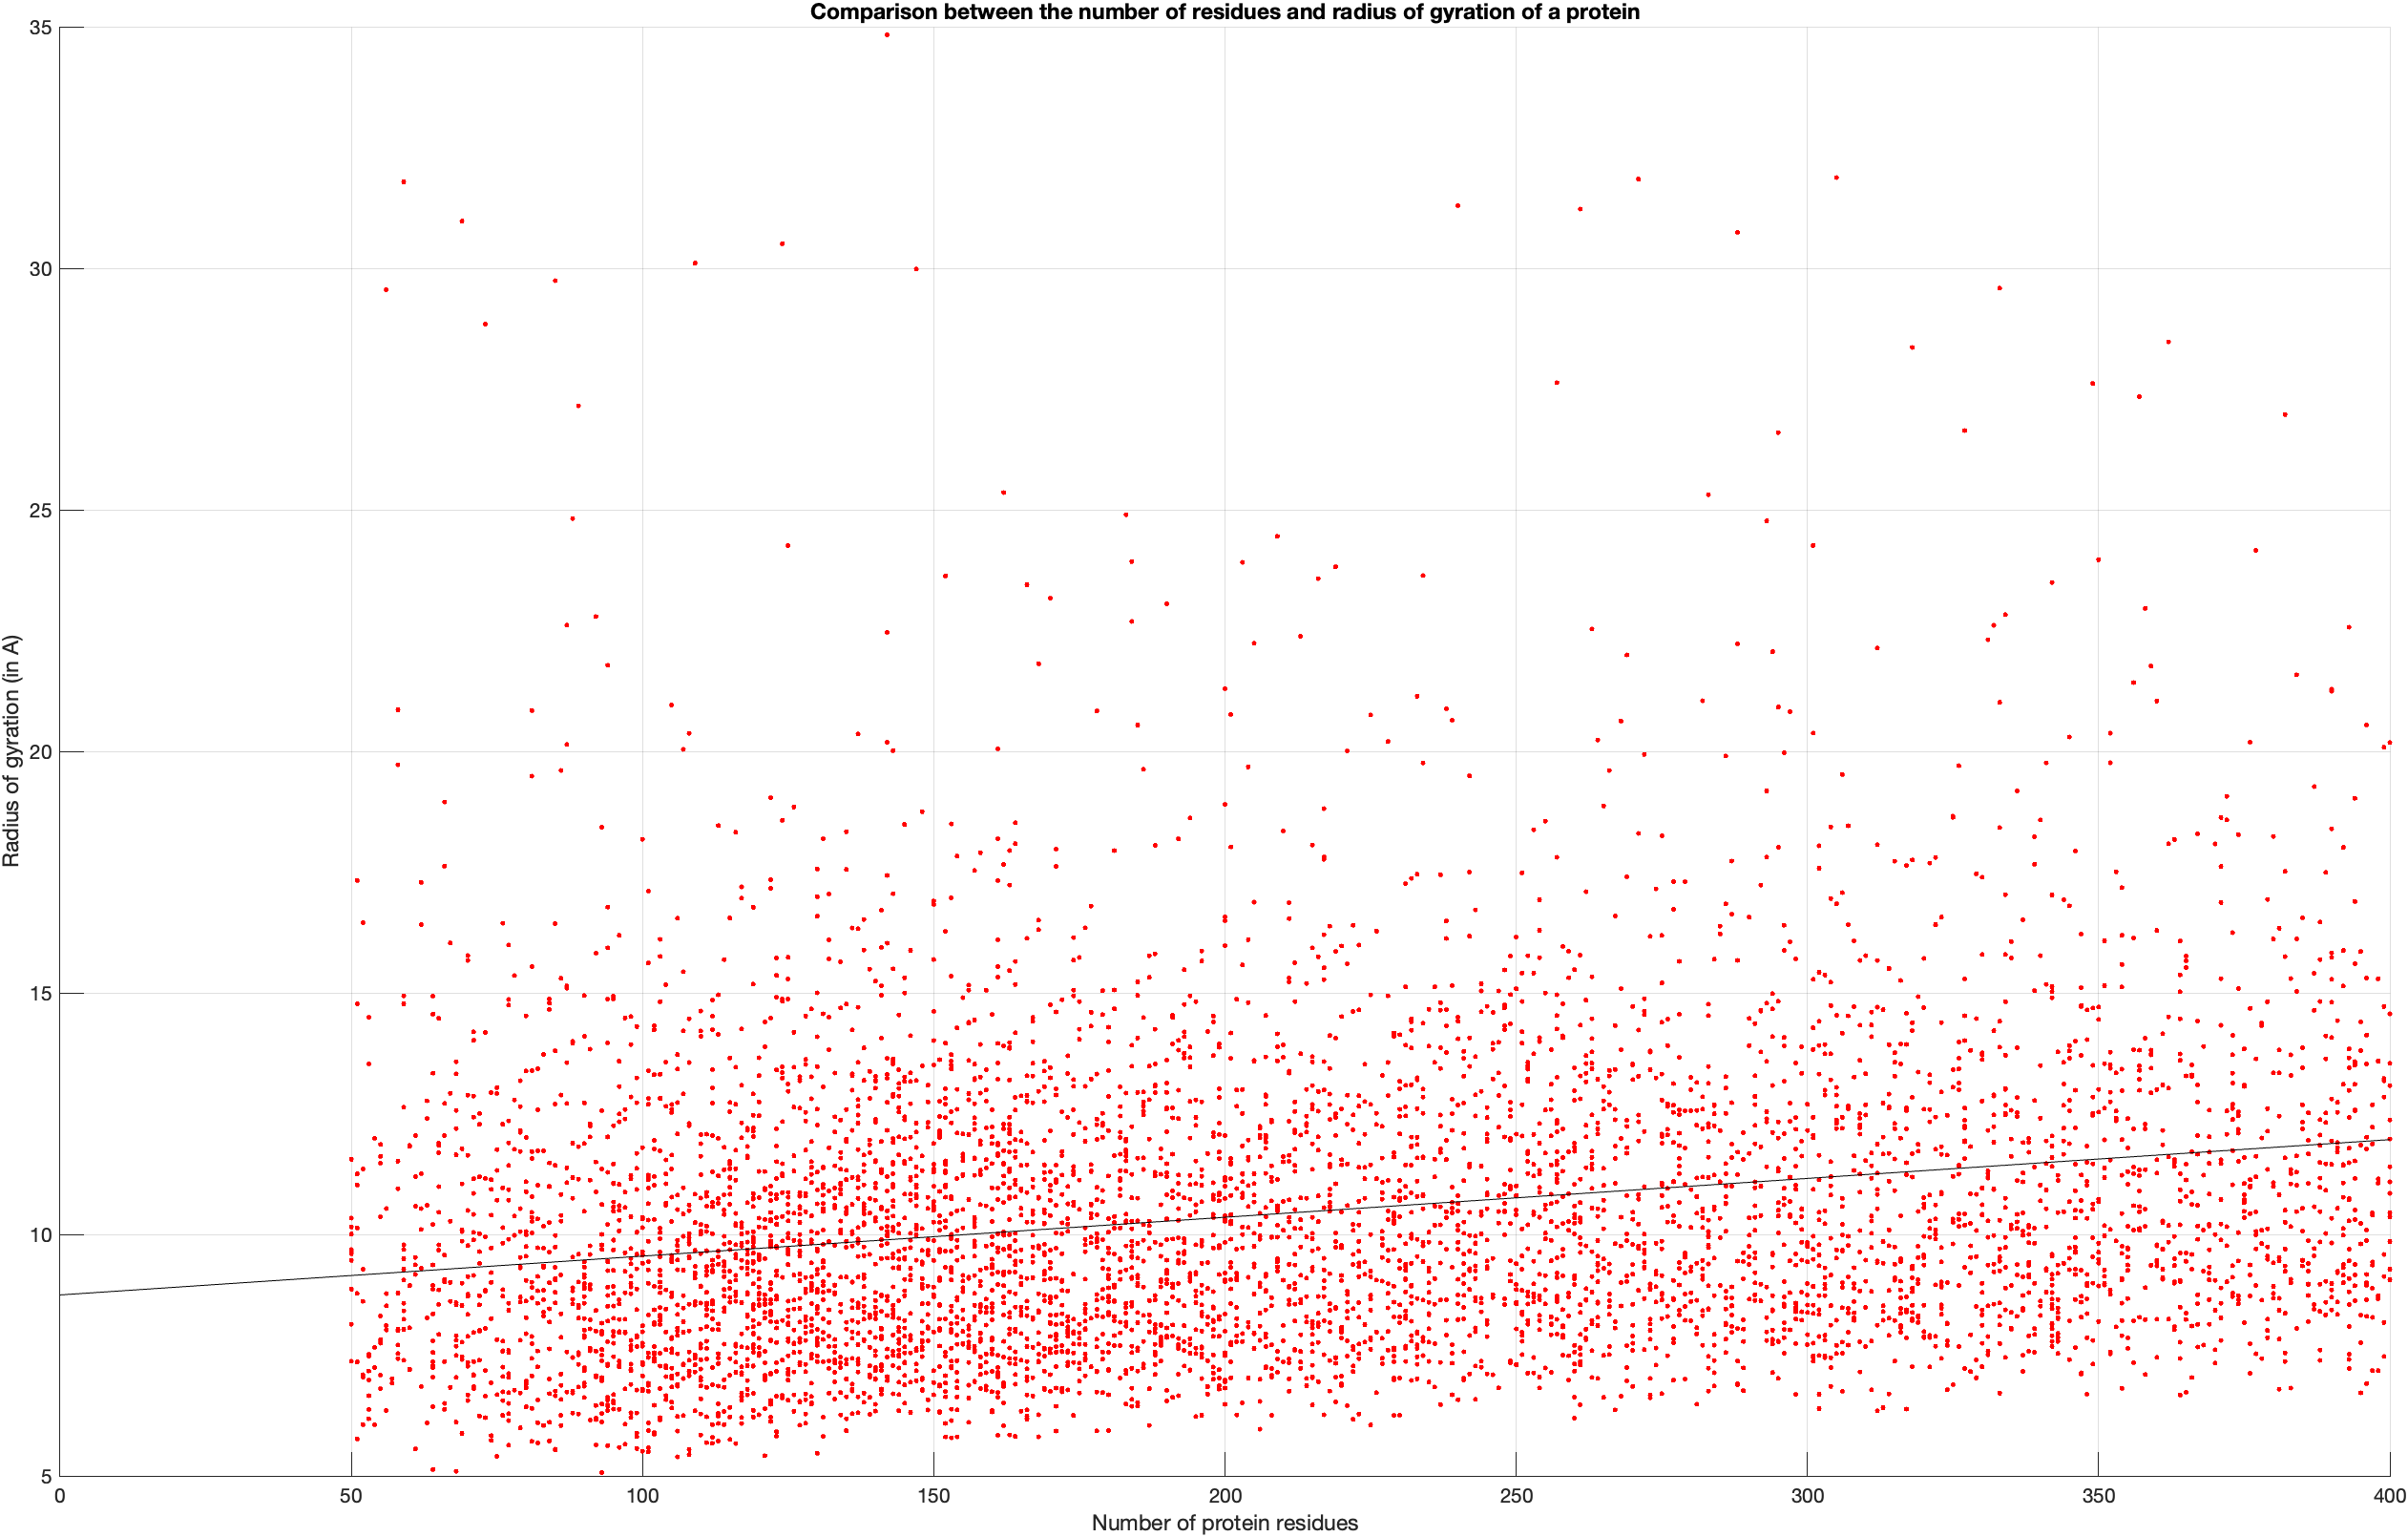 Comparison between the number of residues and radius of gyration of a protein
35
30
25
20
15
10
5
Radius of gyration (in A)
0 50 100 150 200 250 300 350 400
Number of protein residues